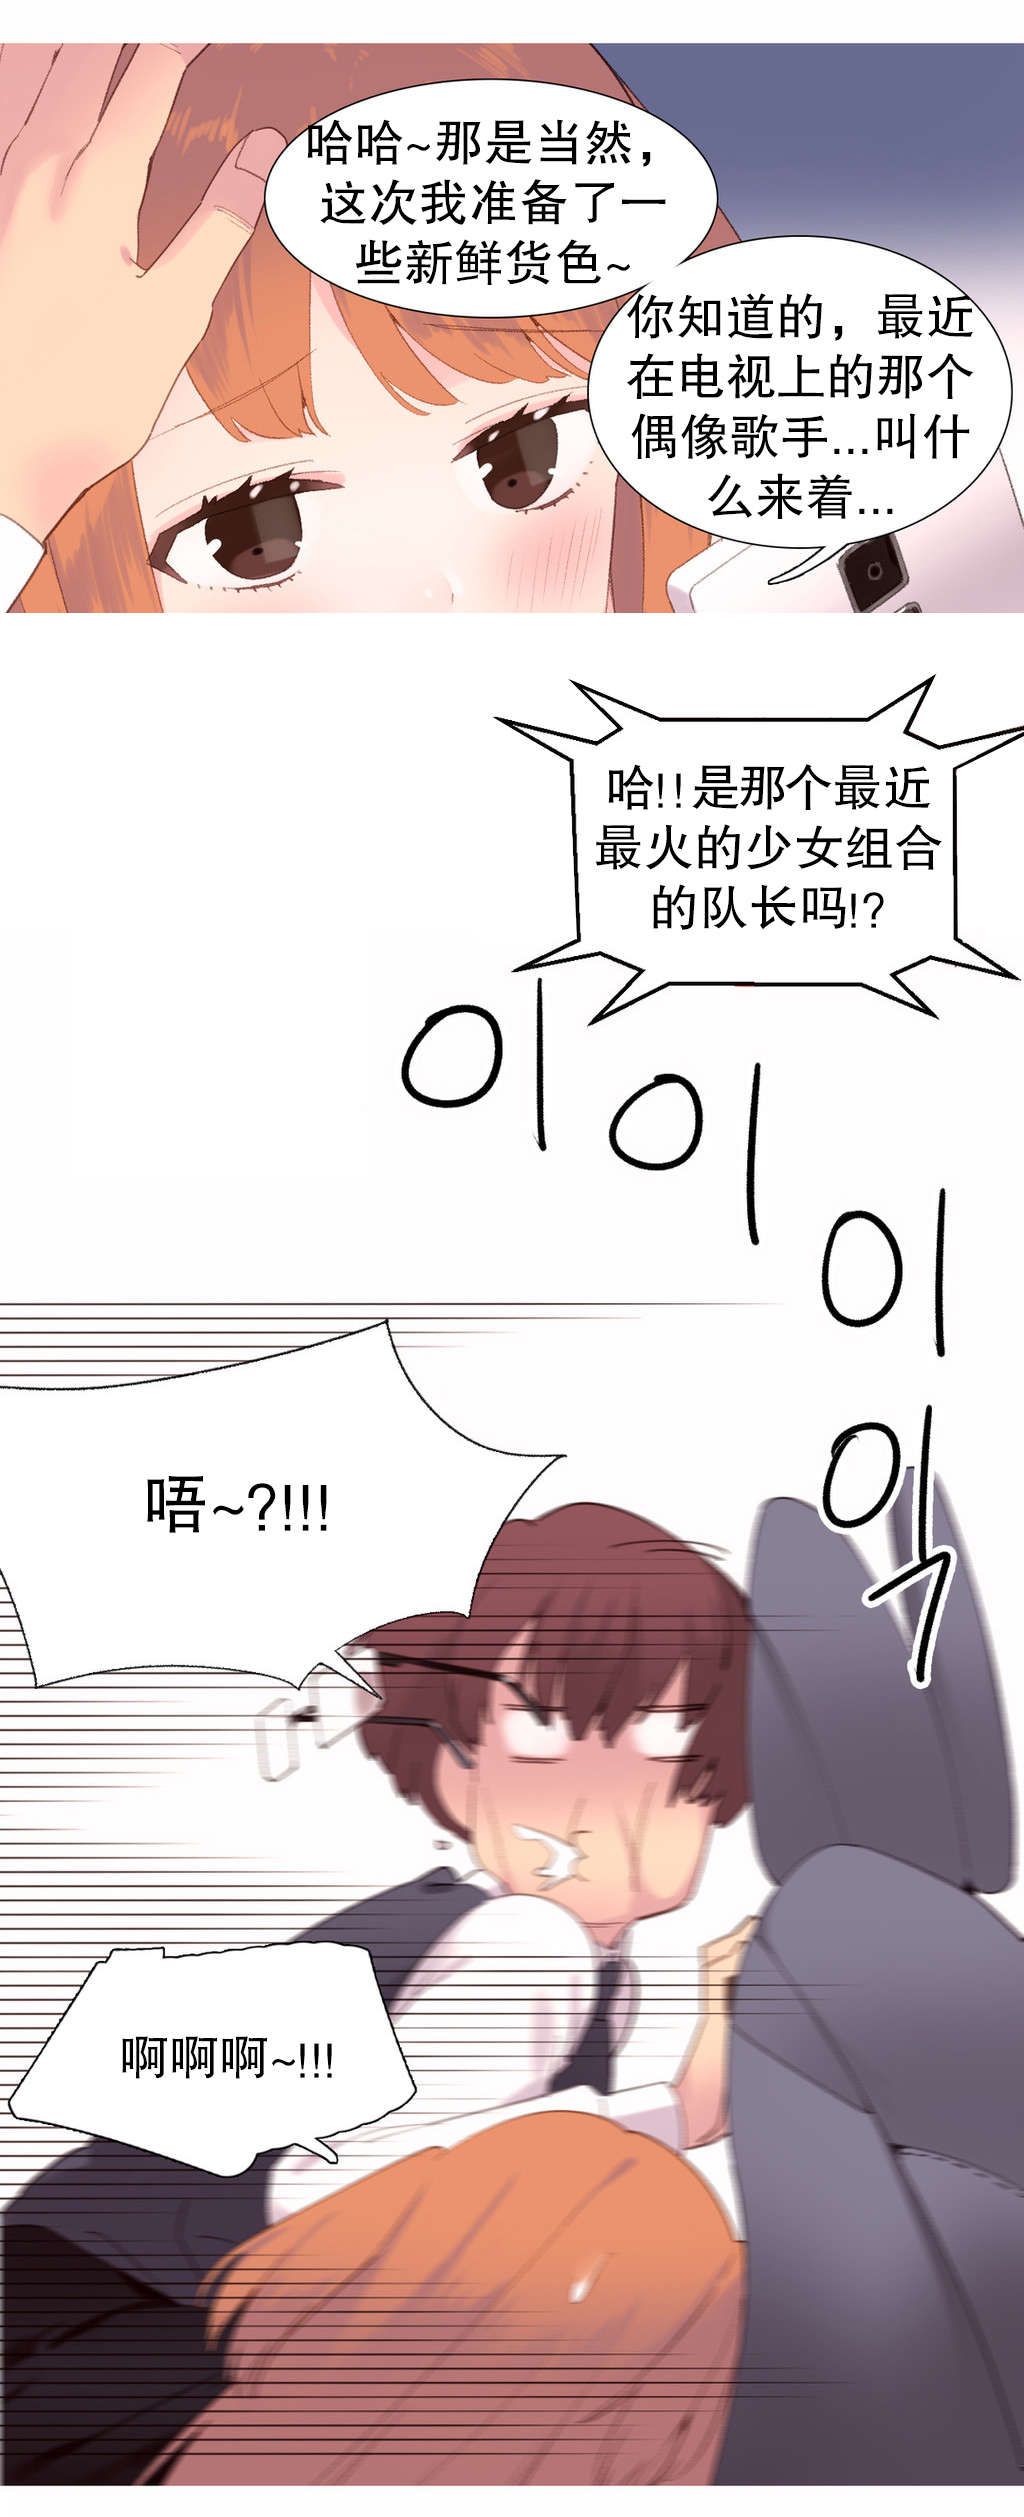 哈哈~那是当然，
这次我准备了一
些新鲜货色~
你知道的，最近
在电视上的那个
偶像歌手...叫什
么来着...
哈!!是那个最近
最火的少女组合
的队长吗!?
이
이
이
이
唔~?!!!
啊啊啊~!!!